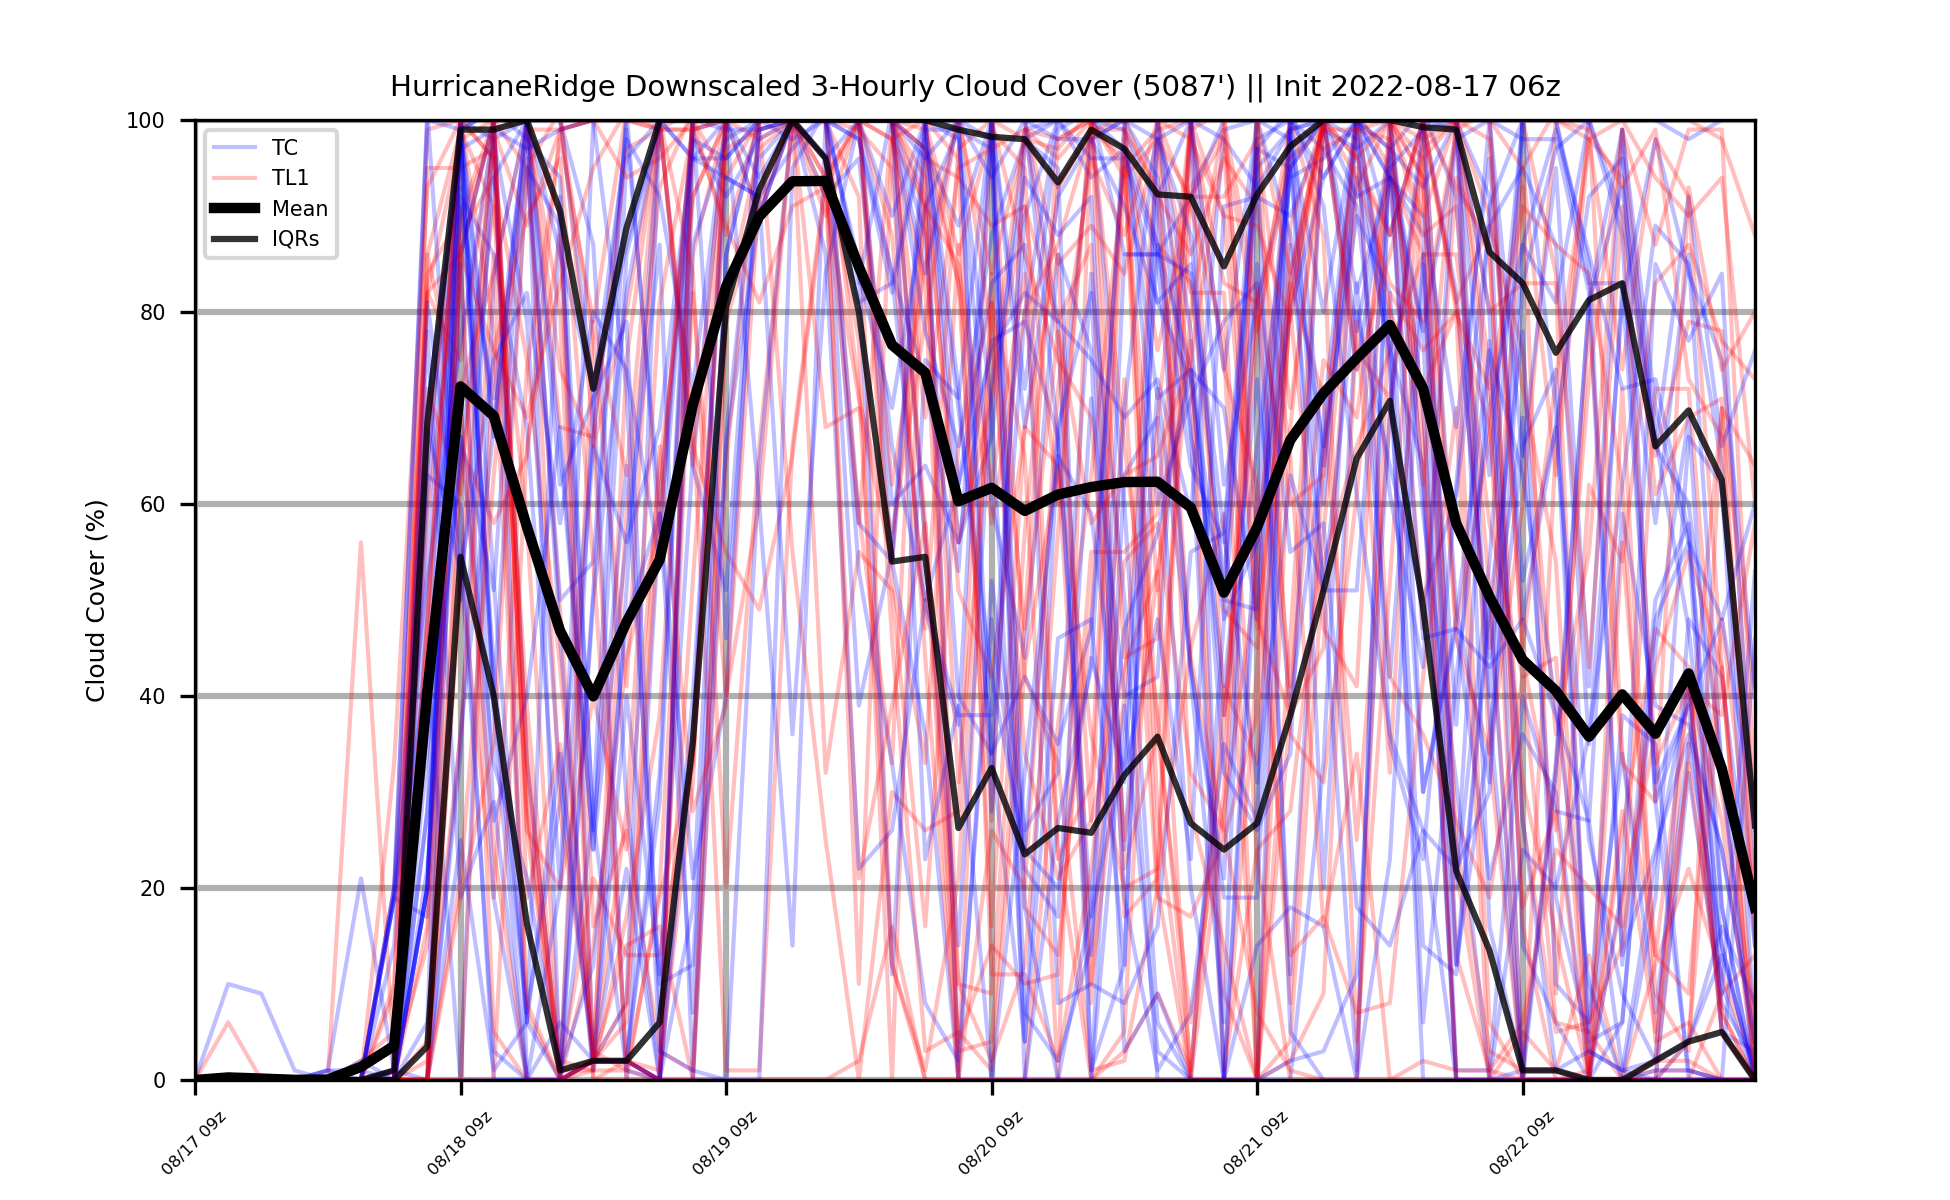 HurricaneRidge Downscaled 3-Hourly Cloud Cover (5087') || Init 2022-08-17 06z
100
80
60
40
20
0
Cloud Cover (%)
TC
TL1
Mean
IQRs
08/17 09z
08/18 09z
08/19 09z
08/20 09z
08/21 09z
08/22 09z